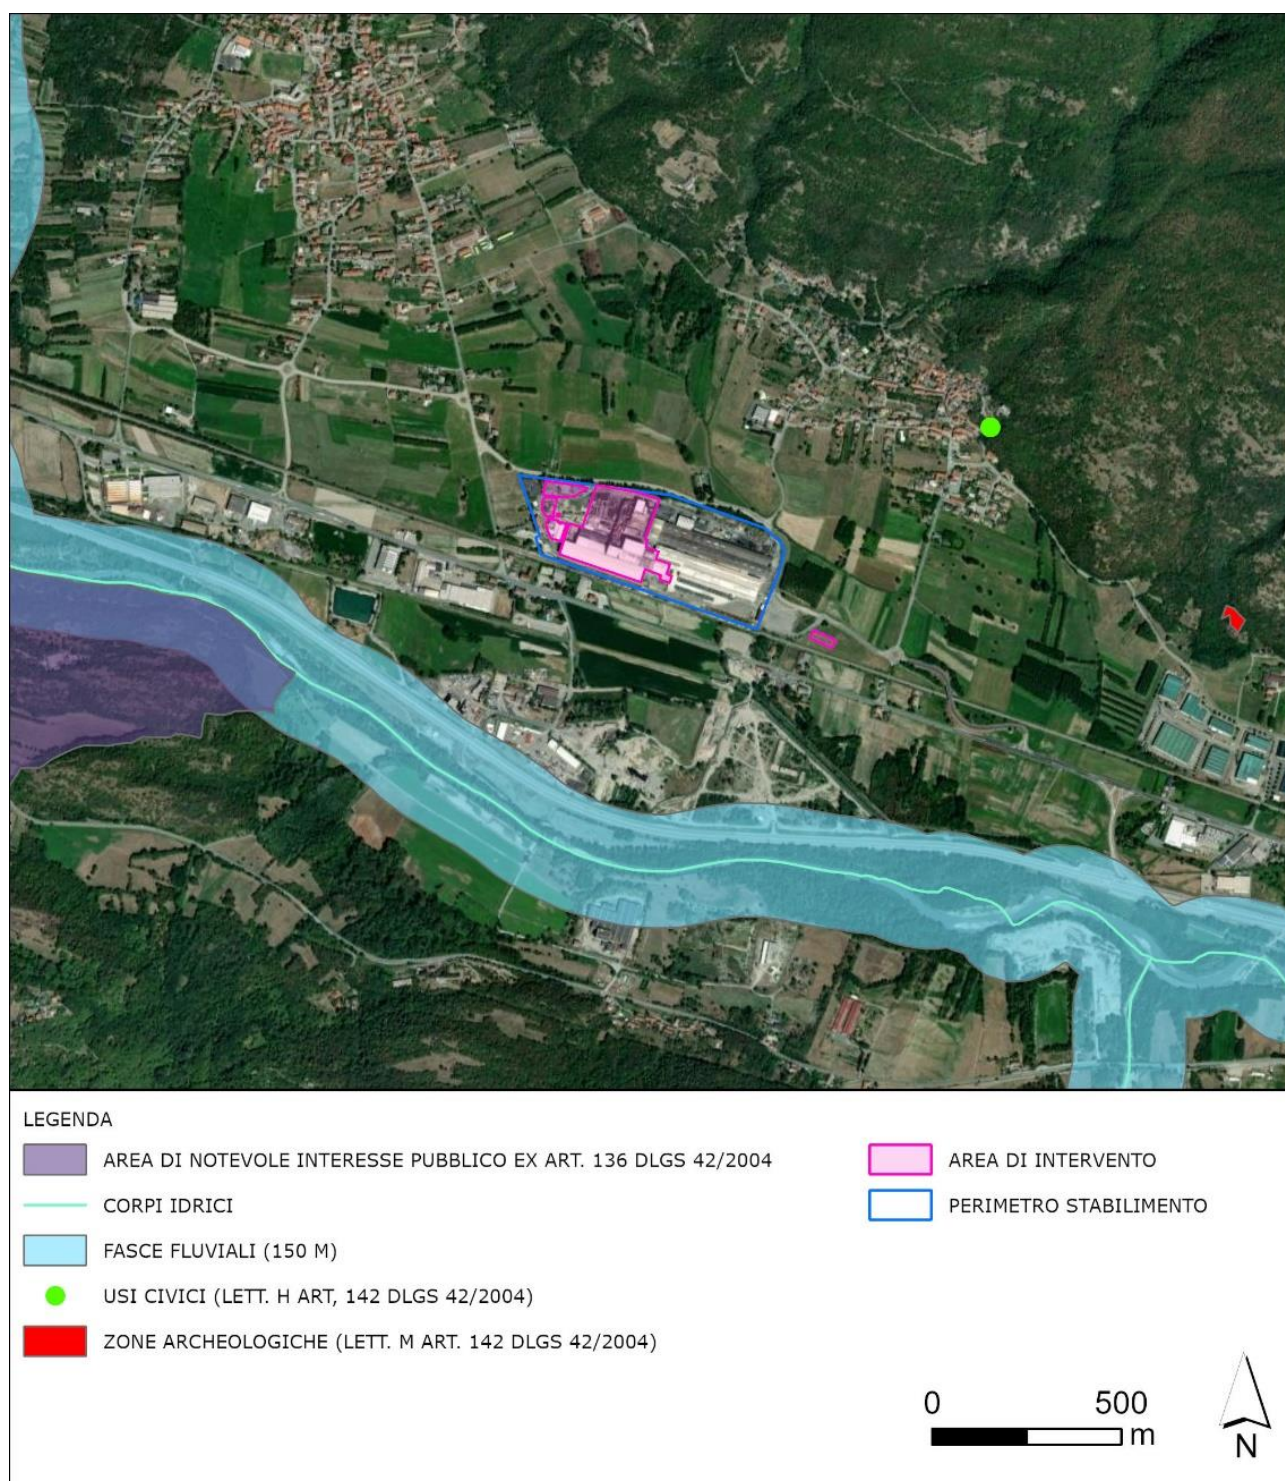 LEGENDA
AREA DI NOTEVOLE INTERESSE PUBBLICO EX ART. 136 DLGS 42/2004
CORPI IDRICI
FASCE FLUVIALI (150 M)
USI CIVICI (LETT. H ART, 142 DLGS 42/2004)
ZONE ARCHEOLOGICHE (LETT. M ART. 142 DLGS 42/2004)
AREA DI INTERVENTO
PERIMETRO STABILIMENTO
0 500
m
N